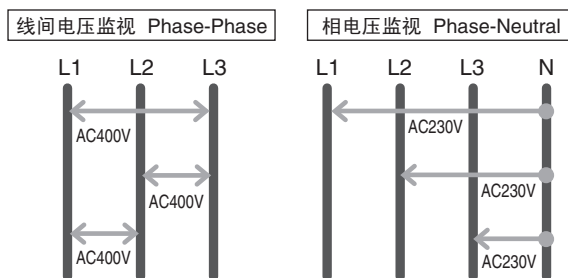 线间电压监视 Phase-Phase
L1 L2 L3
AC400V
AC400V
AC400V
相电压监视 Phase-Neutral
L1 L2 L3 N
AC230V
AC230V
AC230V